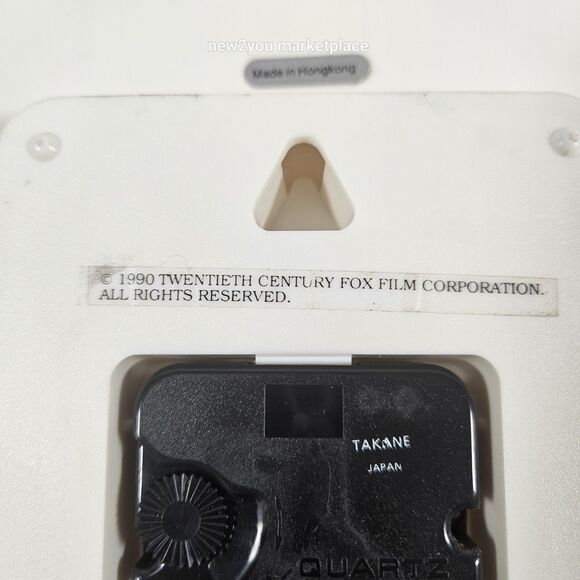 new2you marketplace
Made in Hongkong
© 1990 TWENTIETH CENTURY FOX FILM CORPORATION.
ALL RIGHTS RESERVED.
TAKANE
JAPAN
QUARTZ